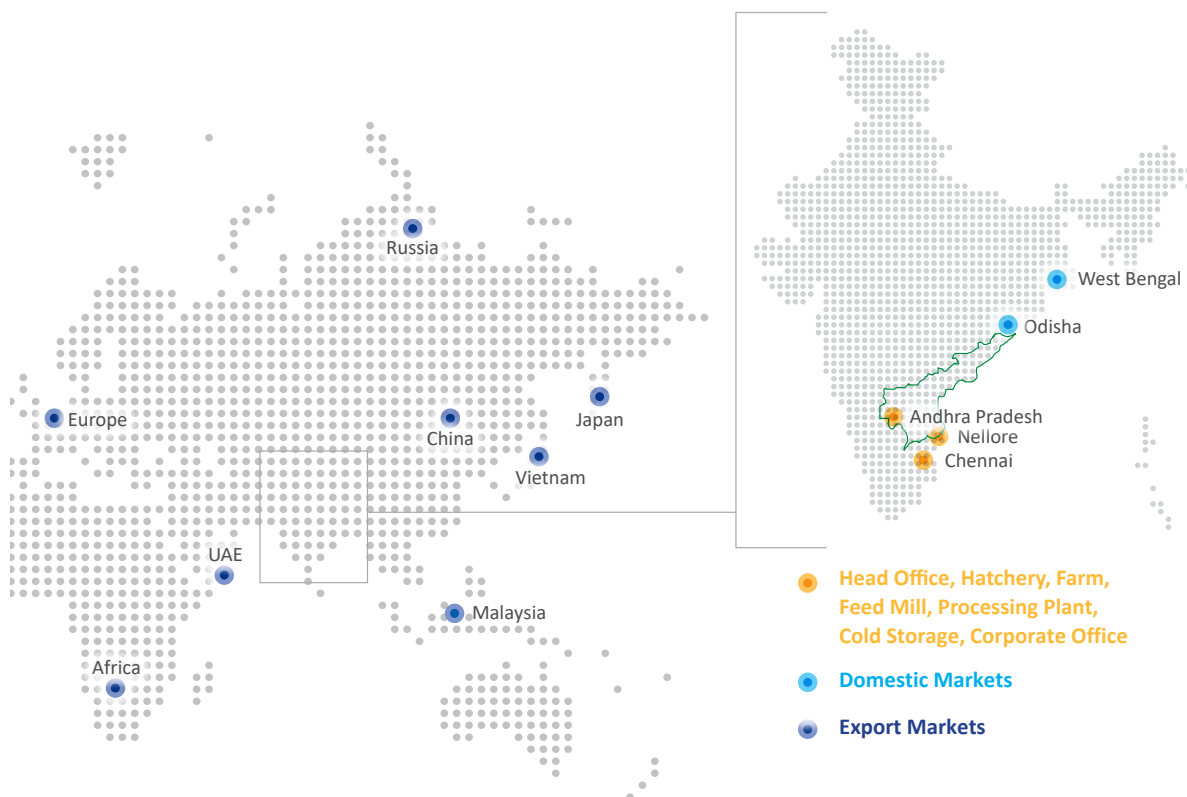 Russia
Europe
China
Japan
Vietnam
UAE
Malaysia
Africa
West Bengal
Odisha
Andhra Pradesh
Nellore
Chennai
Head Office, Hatchery, Farm,
Feed Mill, Processing Plant,
Cold Storage, Corporate Office
Domestic Markets
Export Markets